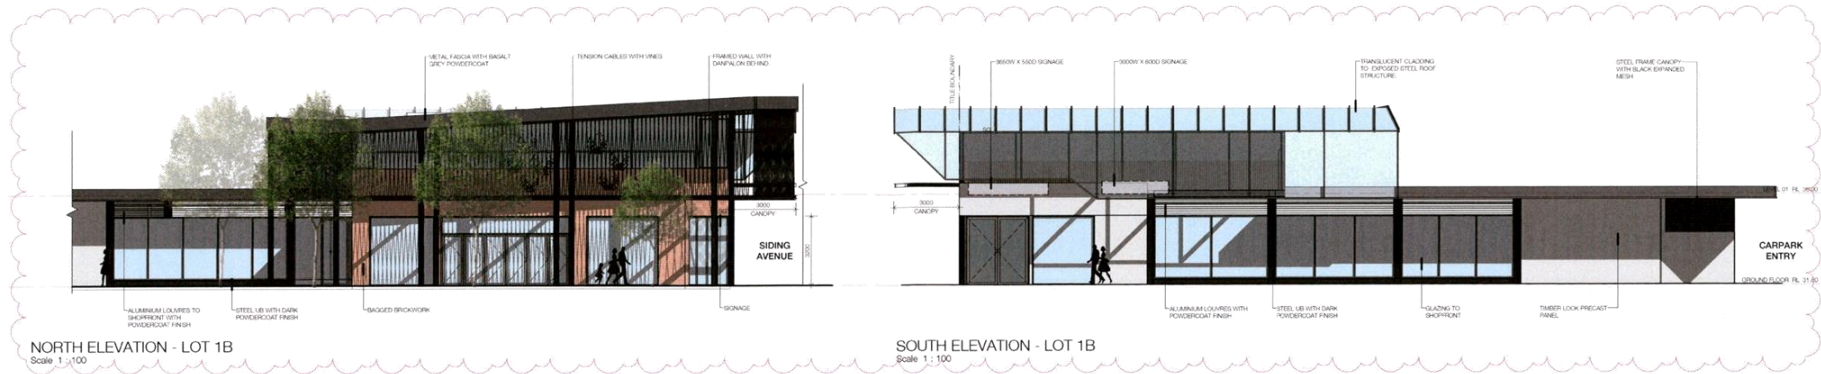 METAL FASCIA WITH BASALT
GREY POWDERCOAT
TENSION CABLES WITH VINES
FRAMED WALL WITH
DANPALON BEHIND
3000
CANOPY
3200
SIDING
AVENUE
ALUMINIUM LOUVRES TO
SHOPFRONT WITH
POWDERCOAT FINISH
STEEL UB WITH DARK
POWDERCOAT FINISH
BAGGED BRICKWORK
SIGNAGE
NORTH ELEVATION - LOT 1B
Scale 1 : 100
TITLE BOUNDARY
3650W X 550D SIGNAGE
3000W X 600D SIGNAGE
TRANSLUCENT CLADDING
TO EXPOSED STEEL ROOF
STRUCTURE
STEEL FRAME CANOPY
WITH BLACK EXPANDED
MESH
3000
CANOPY
LEVEL 01 RL
CARPARK
ENTRY
GROUND FLOOR RL
ALUMINIUM LOUVRES WITH
POWDERCOAT FINISH
STEEL UB WITH DARK
POWDERCOAT FINISH
GLAZING TO
SHOPFRONT
TIMBER LOOK PRECAST
PANEL
SOUTH ELEVATION - LOT 1B
Scale 1 : 100